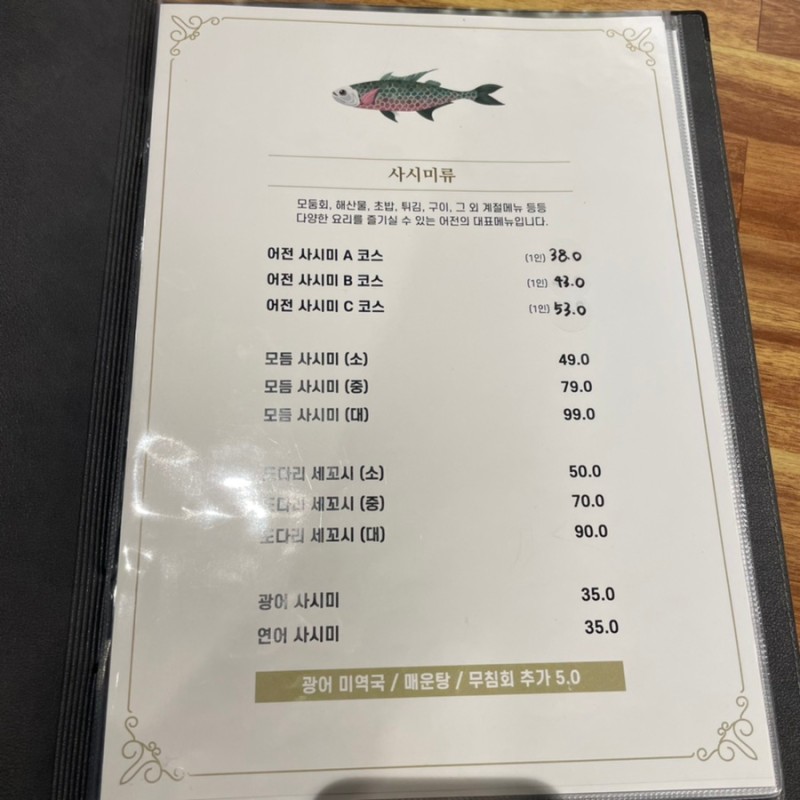 사시미류
모둠회, 해산물, 초밥, 튀김, 구이, 그 외 계절메뉴 등등
다양한 요리를 즐기실 수 있는 어전의 대표메뉴입니다.
어전 사시미 A 코스 (1인) 38.0
어전 사시미 B 코스 (1인) 43.0
어전 사시미 C 코스 (1인) 53.0
모듬 사시미 (소) 49.0
모듬 사시미 (중) 79.0
모듬 사시미 (대) 99.0
도다리 세꼬시 (소) 50.0
도다리 세꼬시 (중) 70.0
도다리 세꼬시 (대) 90.0
광어 사시미 35.0
연어 사시미 35.0
광어 미역국 / 매운탕 / 무침회 추가 5.0